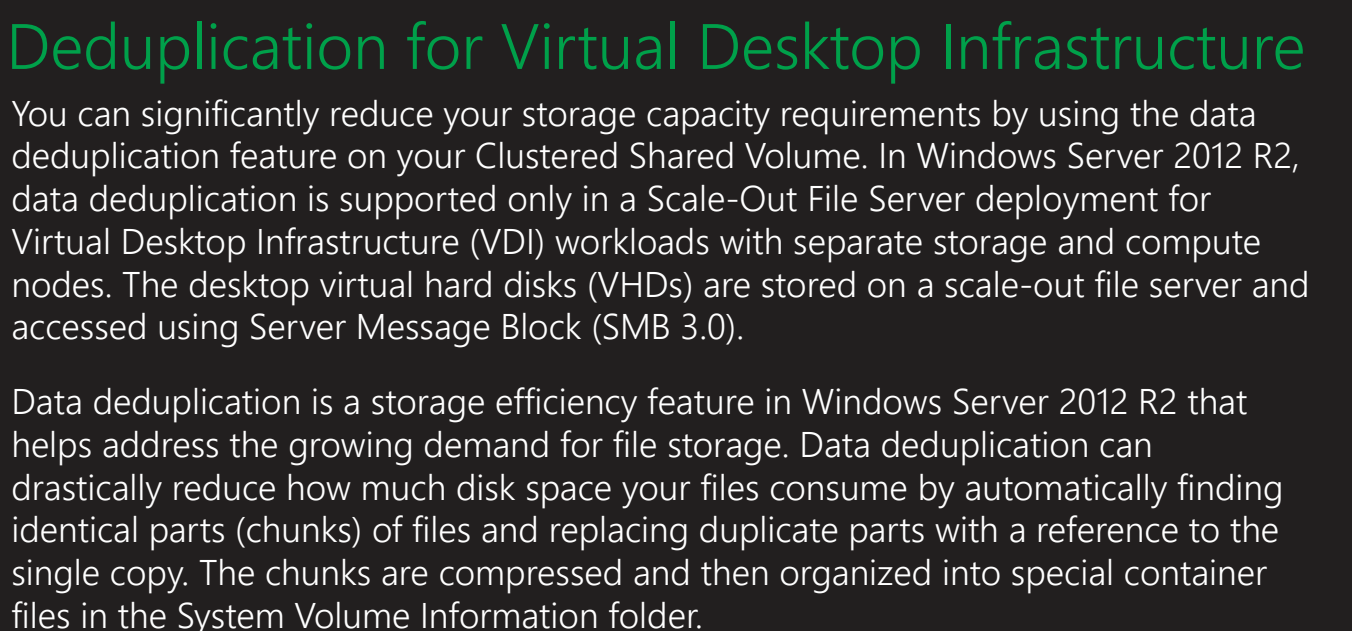 Deduplication for Virtual Desktop Infrastructure
You can significantly reduce your storage capacity requirements by using the data
deduplication feature on your Clustered Shared Volume. In Windows Server 2012 R2,
data deduplication is supported only in a Scale-Out File Server deployment for
Virtual Desktop Infrastructure (VDI) workloads with separate storage and compute
nodes. The desktop virtual hard disks (VHDs) are stored on a scale-out file server and
accessed using Server Message Block (SMB 3.0).
Data deduplication is a storage efficiency feature in Windows Server 2012 R2 that
helps address the growing demand for file storage. Data deduplication can
drastically reduce how much disk space your files consume by automatically finding
identical parts (chunks) of files and replacing duplicate parts with a reference to the
single copy. The chunks are compressed and then organized into special container
files in the System Volume Information folder.